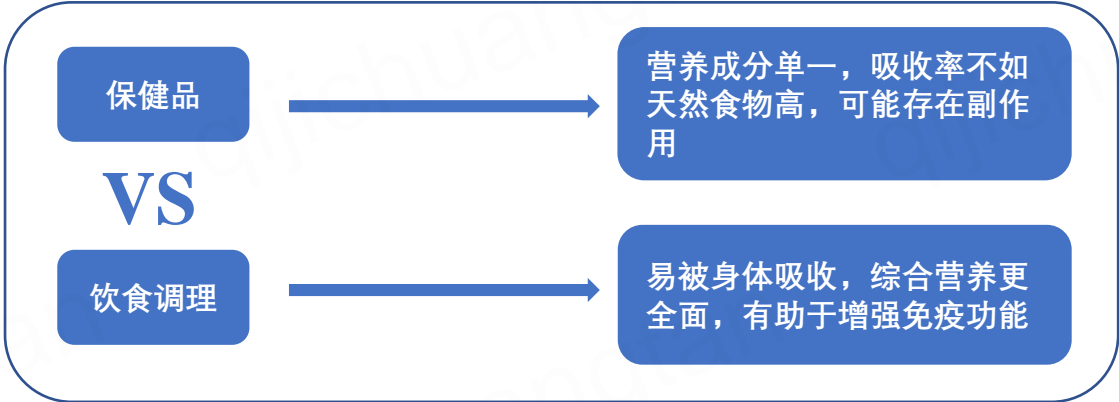 保健品
营养成分单一，吸收率不如
天然食物高，可能存在副作
用
VS
饮食调理
易被身体吸收，综合营养更
全面，有助于增强免疫功能